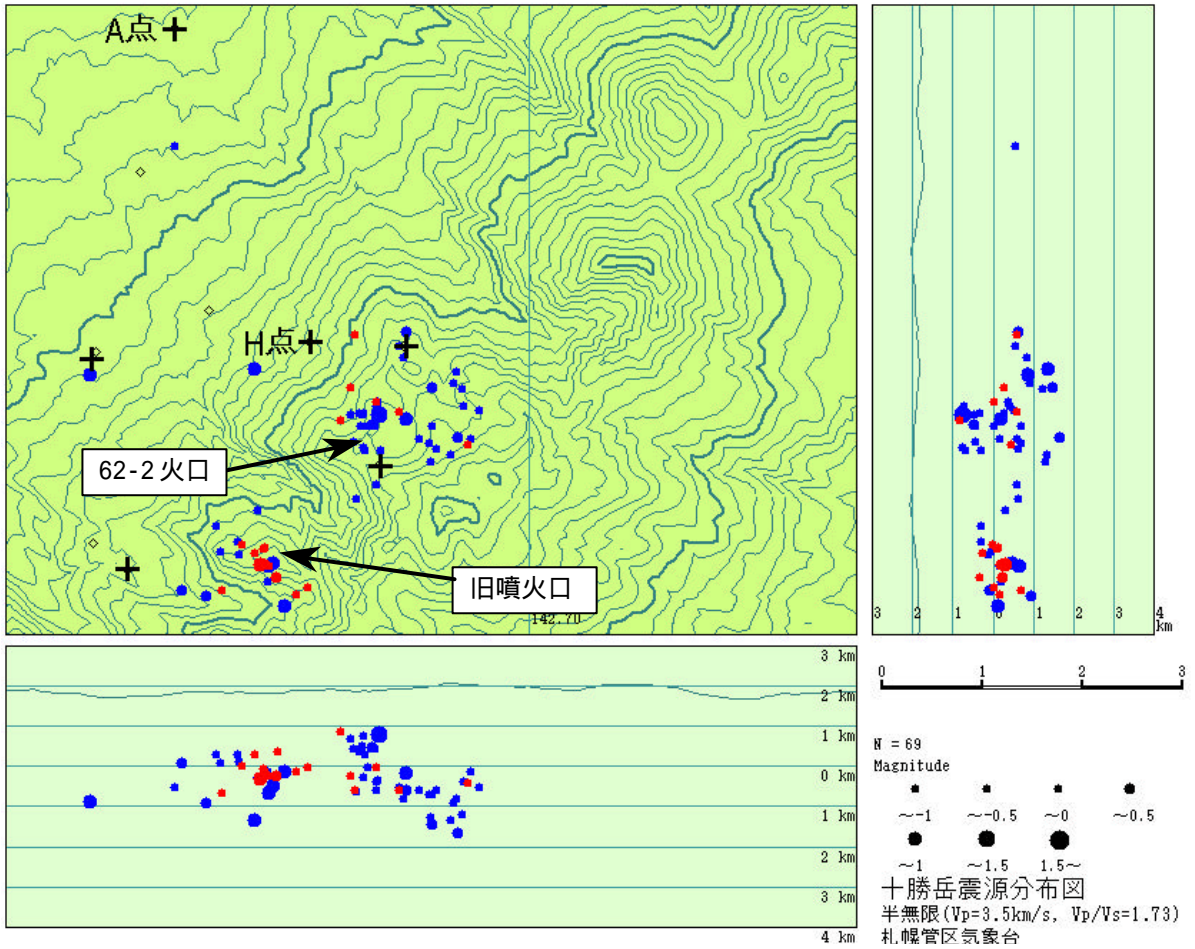 A点
H点
62-2火口
旧噴火口
142.70
3 2 1 0 1 2 3 4
km
3 km
2 km
1 km
0 km
1 km
2 km
3 km
4 km
0 1 2 3
N = 69
Magnitude
～-1 ～-0.5 ～0 ～0.5
～1 ～1.5 1.5～
十勝岳震源分布図
半無限(Vp=3.5km/s, Vp/Vs=1.73)
札幌管区気象台